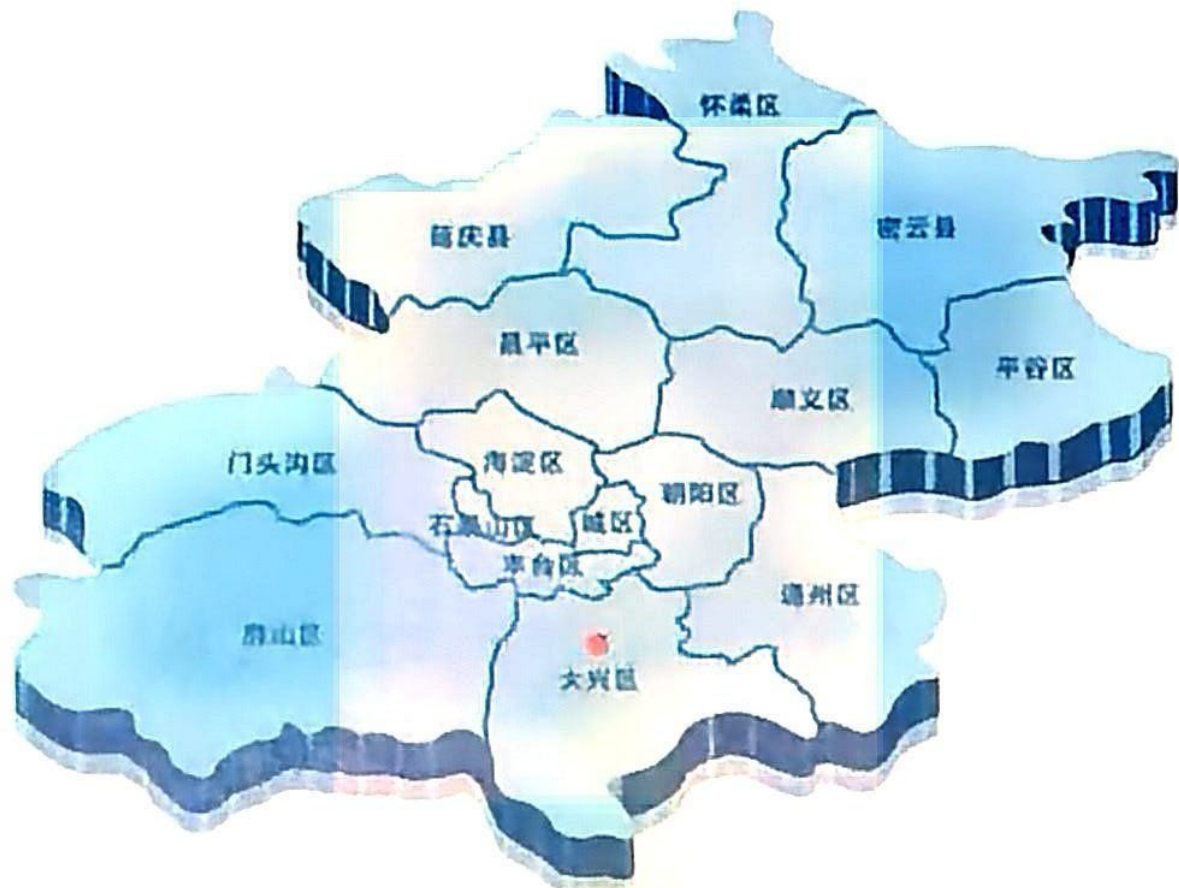 怀柔区
延庆县
密云县
昌平区
平谷区
顺义区
门头沟区
海淀区
朝阳区
石景山区
城区
丰台区
通州区
房山区
大兴区